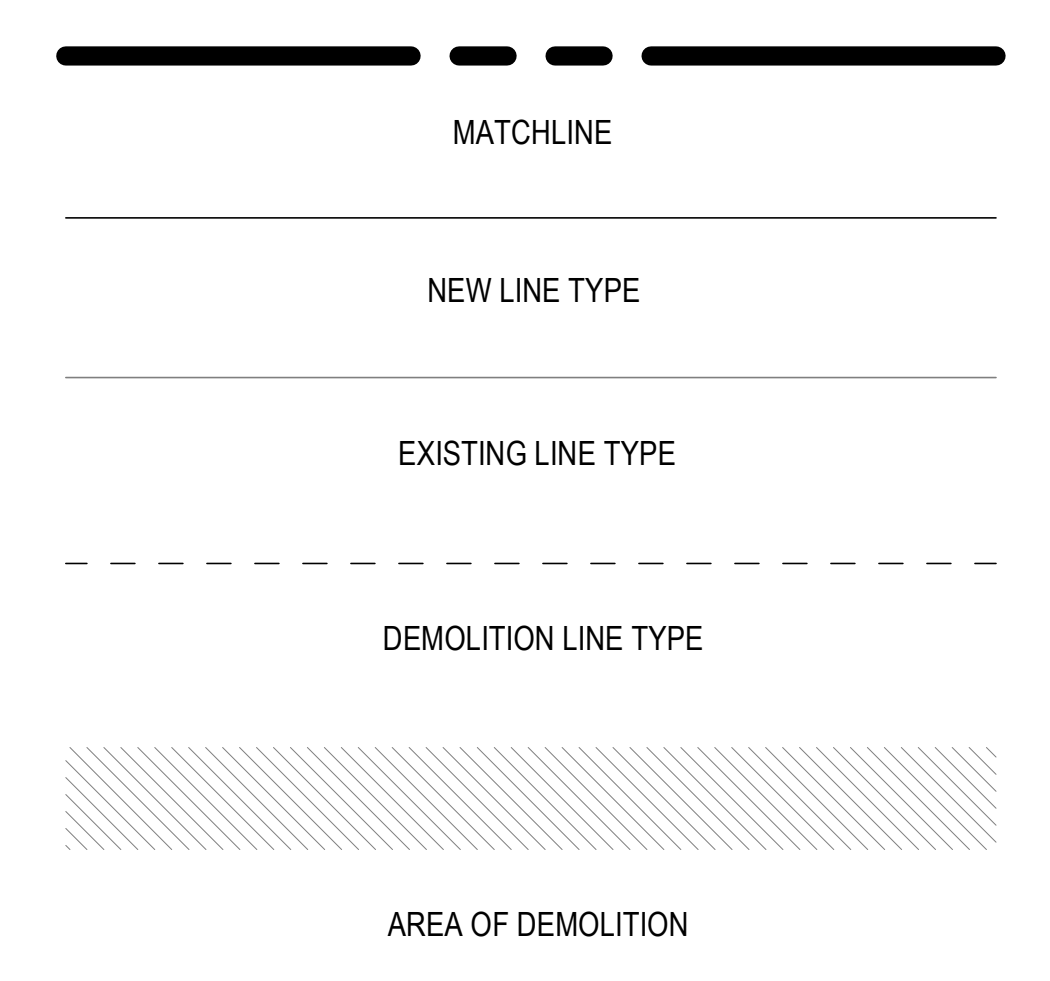 MATCHLINE
NEW LINE TYPE
EXISTING LINE TYPE
DEMOLITION LINE TYPE
AREA OF DEMOLITION